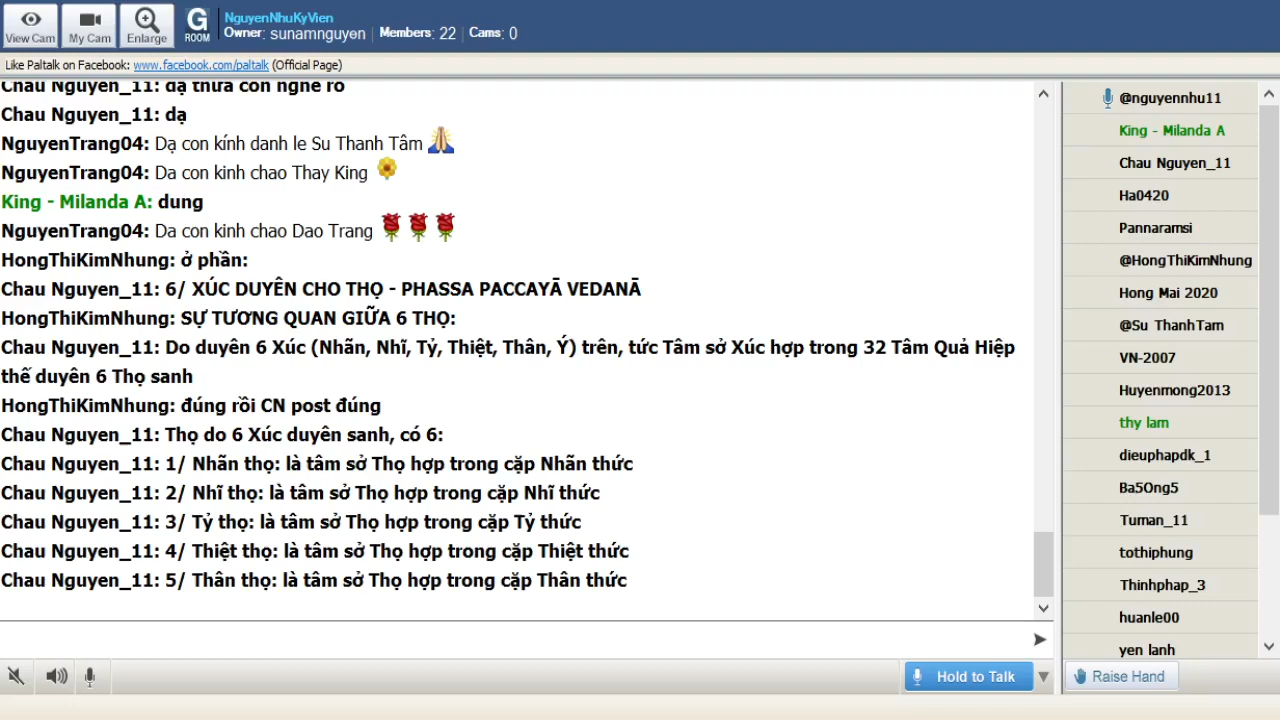 View Cam
My Cam
Enlarge
G
ROOM
NguyenNhuKyVien
Owner: sunamnguyen | Members: 22 | Cams: 0
Like Paltalk on Facebook: www.facebook.com/paltalk (Official Page)
Chau Nguyen_11: dạ thưa con nghe rõ
Chau Nguyen_11: dạ
NguyenTrang04: Dạ con kính danh le Su Thanh Tâm
NguyenTrang04: Da con kinh chao Thay King
King - Milanda A: dung
NguyenTrang04: Da con kinh chao Dao Trang
HongThiKimNhung: ở phần:
Chau Nguyen_11: 6/ XÚC DUYÊN CHO THỌ - PHASSA PACCAYĀ VEDANĀ
HongThiKimNhung: SỰ TƯƠNG QUAN GIỮA 6 THỌ:
Chau Nguyen_11: Do duyên 6 Xúc (Nhãn, Nhĩ, Tỷ, Thiệt, Thân, Ý) trên, tức Tâm sở Xúc hợp trong 32 Tâm Quả Hiệp
thế duyên 6 Thọ sanh
HongThiKimNhung: đúng rồi CN post đúng
Chau Nguyen_11: Thọ do 6 Xúc duyên sanh, có 6:
Chau Nguyen_11: 1/ Nhãn thọ: là tâm sở Thọ hợp trong cặp Nhãn thức
Chau Nguyen_11: 2/ Nhĩ thọ: là tâm sở Thọ hợp trong cặp Nhĩ thức
Chau Nguyen_11: 3/ Tỷ thọ: là tâm sở Thọ hợp trong cặp Tỷ thức
Chau Nguyen_11: 4/ Thiệt thọ: là tâm sở Thọ hợp trong cặp Thiệt thức
Chau Nguyen_11: 5/ Thân thọ: là tâm sở Thọ hợp trong cặp Thân thức
@nguyennhu11
King - Milanda A
Chau Nguyen_11
Ha0420
Pannaramsi
@HongThiKimNhung
Hong Mai 2020
@Su ThanhTam
VN-2007
Huyenmong2013
thy lam
dieuphapdk_1
Ba5Ong5
Tuman_11
tothiphung
Thinhphap_3
huanle00
yen lanh
Hold to Talk
Raise Hand